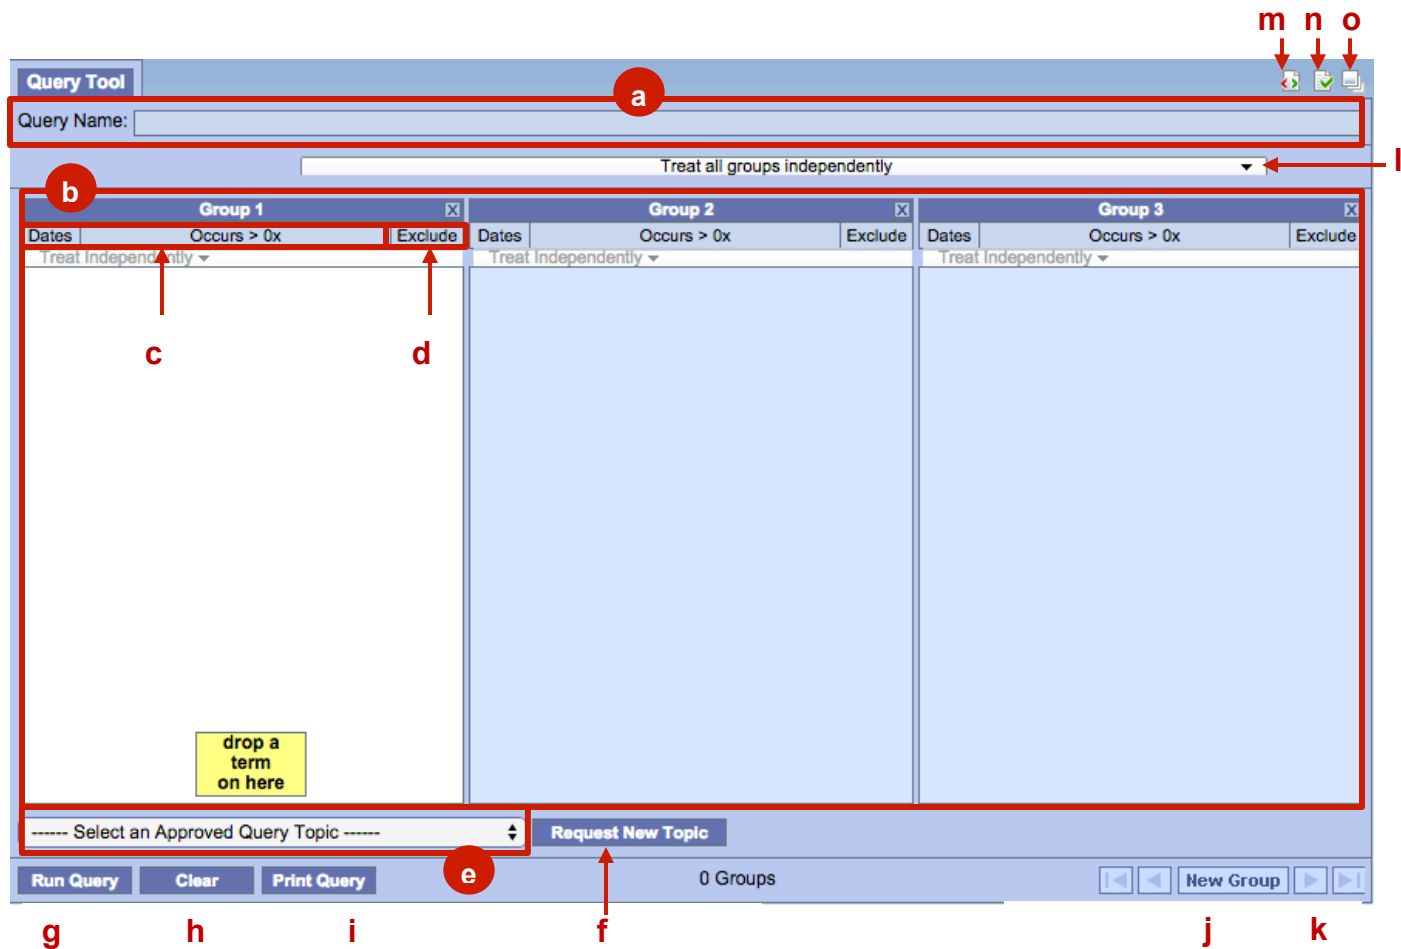 m n o
Query Tool
a
Query Name:
Treat all groups independently
l
b
Group 1 X Group 2 X Group 3 X
Dates Occurs > 0x Exclude Dates Occurs > 0x Exclude Dates Occurs > 0x Exclude
Treat Independently Treat Independently Treat Independently
c d
drop a
term
on here
------ Select an Approved Query Topic ------ Request New Topic
e
Run Query Clear Print Query 0 Groups New Group
g h i f j k